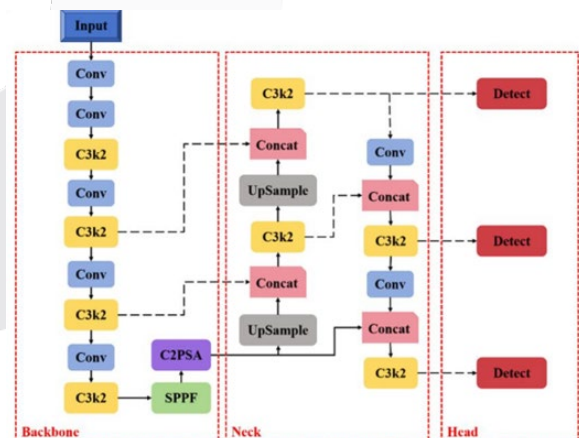 Input
Conv
Conv
C3k2
Conv
C3k2
Conv
C3k2
Conv
C3k2
SPPF
C2PSA
Backbone
C3k2
Concat
UpSample
C3k2
Concat
UpSample
Conv
Concat
C3k2
Conv
Concat
C3k2
Neck
Detect
Detect
Detect
Head